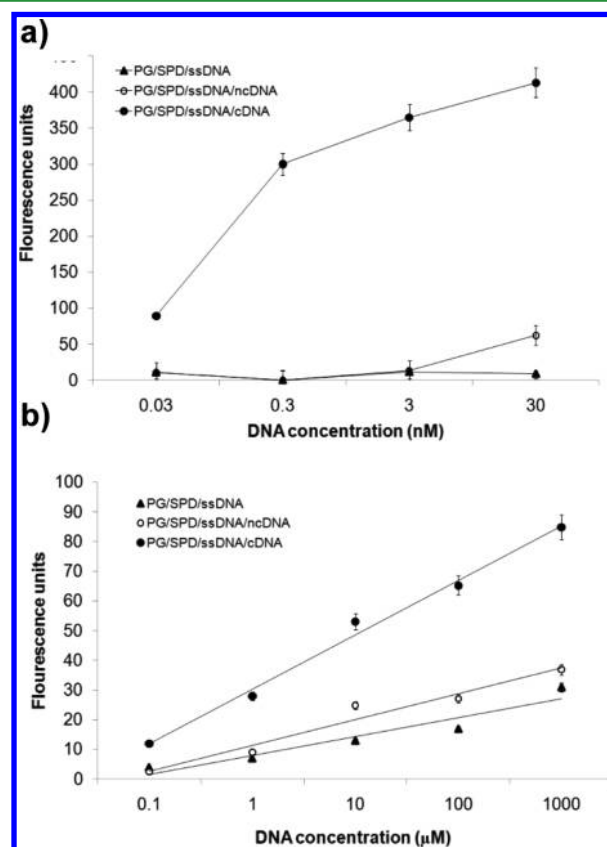 a)
400
350
300
250
200
150
100
50
0
Flourescence units
PG/SPD/ssDNA
PG/SPD/ssDNA/ncDNA
PG/SPD/ssDNA/cDNA
0.03 0.3 3 30
DNA concentration (nM)
b)
100
90
80
70
60
50
40
30
20
10
0
Flourescence units
PG/SPD/ssDNA
PG/SPD/ssDNA/ncDNA
PG/SPD/ssDNA/cDNA
0.1 1 10 100 1000
DNA concentration (µM)